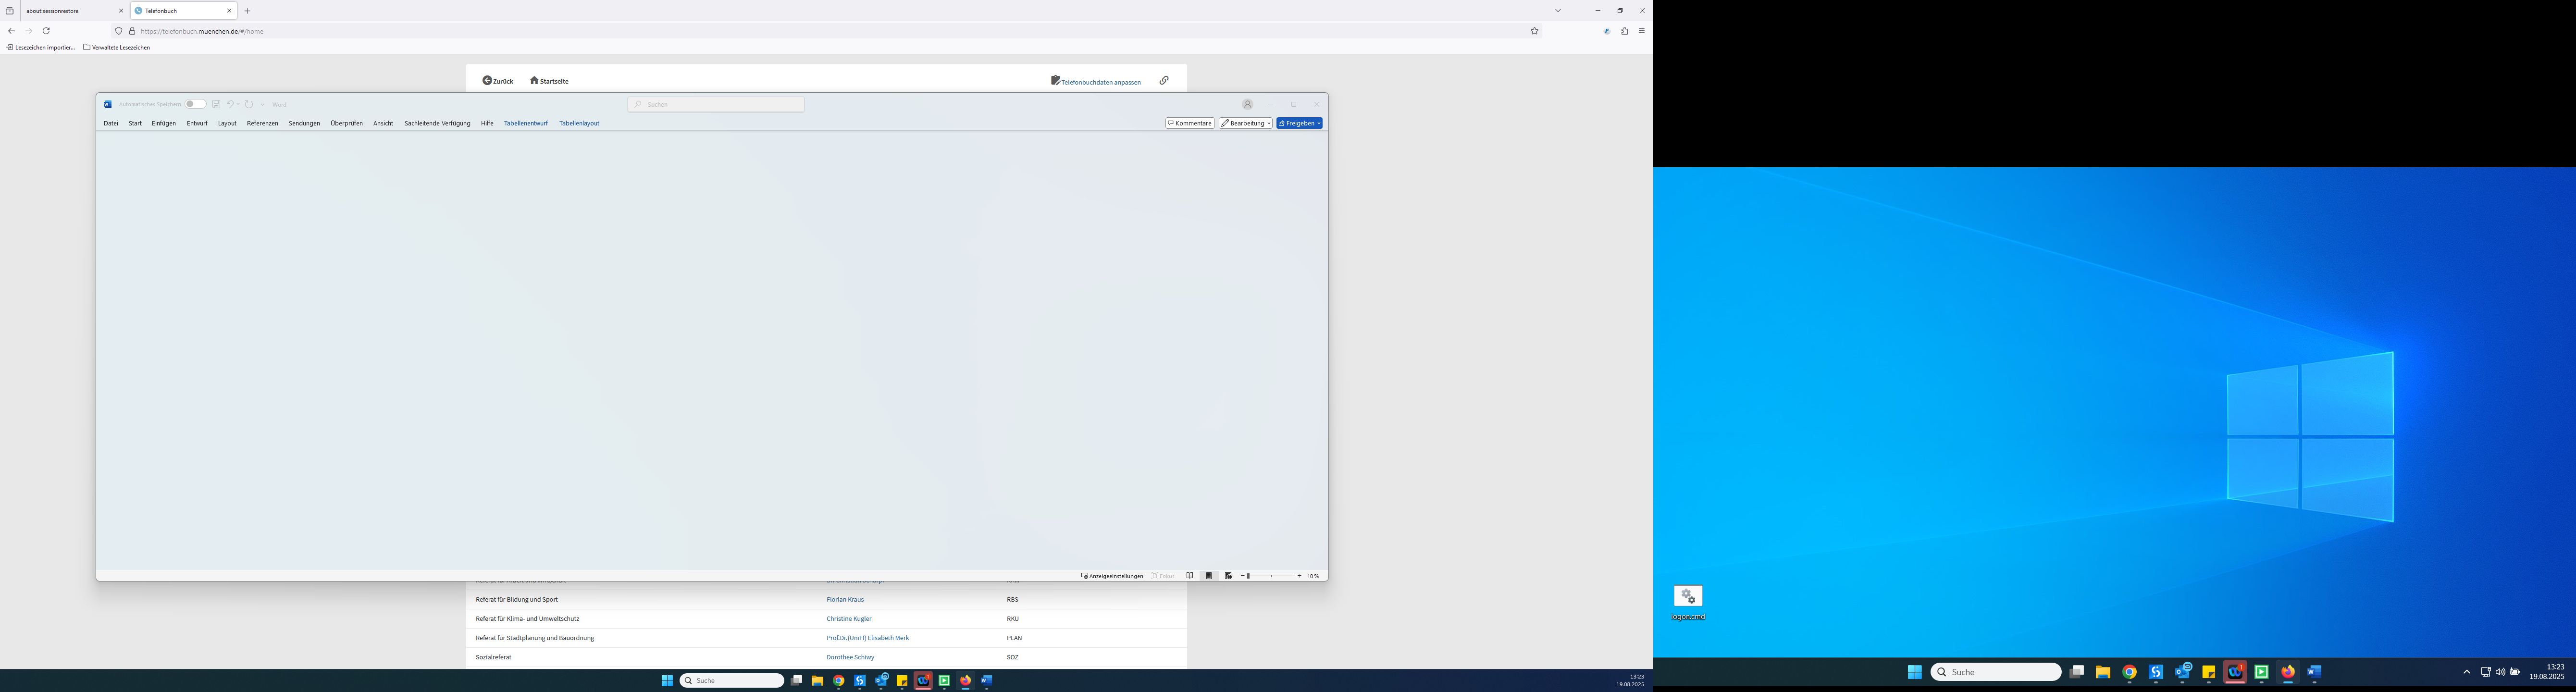 about:sessionrestore
Telefonbuch
https://telefonbuch.muenchen.de/#/home
Lesezeichen importier...
Verwaltete Lesezeichen
Zurück
Startseite
Telefonbuchdaten anpassen
Automatisches Speichern
Word
Suchen
Datei Start Einfügen Entwurf Layout Referenzen Sendungen Überprüfen Ansicht Sachleitende Verfügung Hilfe Tabellenentwurf Tabellenlayout
Kommentare
Bearbeitung
Freigeben
Anzeigeeinstellungen
Fokus
10 %
Referat für Bildung und Sport Florian Kraus RBS
Referat für Klima- und Umweltschutz Christine Kugler RKU
Referat für Stadtplanung und Bauordnung Prof.Dr.(UniFI) Elisabeth Merk PLAN
Sozialreferat Dorothee Schiwy SOZ
Suche
13:23
19.08.2025
logon.cmd
Suche
13:23
19.08.2025